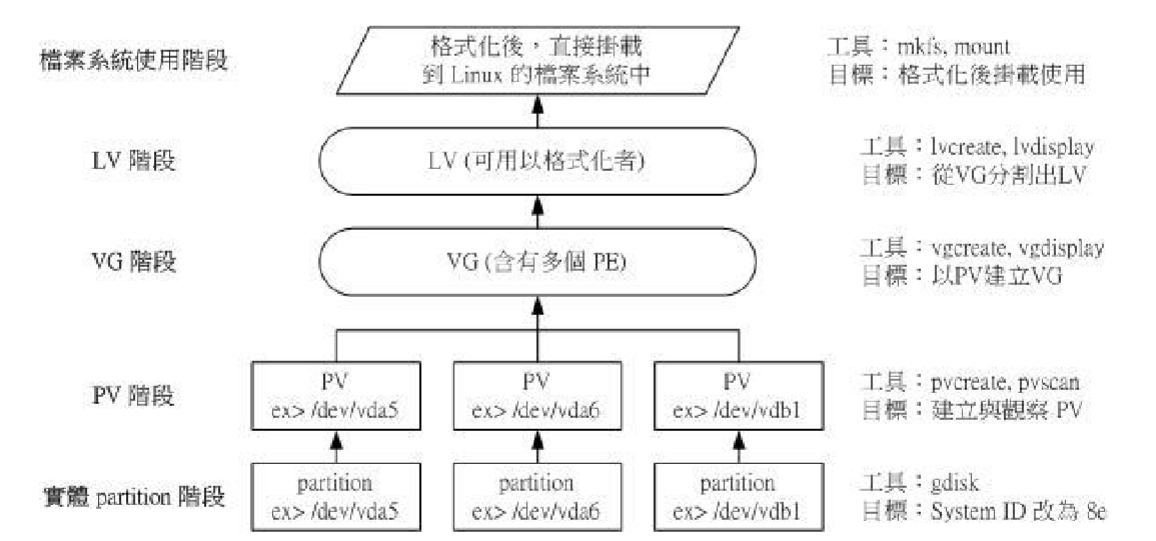 檔案系統使用階段
格式化後，直接掛載
到 Linux 的檔案系統中
工具：mkfs, mount
目標：格式化後掛載使用
LV 階段
LV (可用以格式化者)
工具：lvcreate, lvdisplay
目標：從VG分割出LV
VG 階段
VG (含有多個 PE)
工具：vgcreate, vgdisplay
目標：以PV建立VG
PV 階段
PV
ex> /dev/vda5
PV
ex> /dev/vda6
PV
ex> /dev/vdb1
工具：pvcreate, pvscan
目標：建立與觀察 PV
實體 partition 階段
partition
ex> /dev/vda5
partition
ex> /dev/vda6
partition
ex> /dev/vdb1
工具：gdisk
目標：System ID 改為 8e